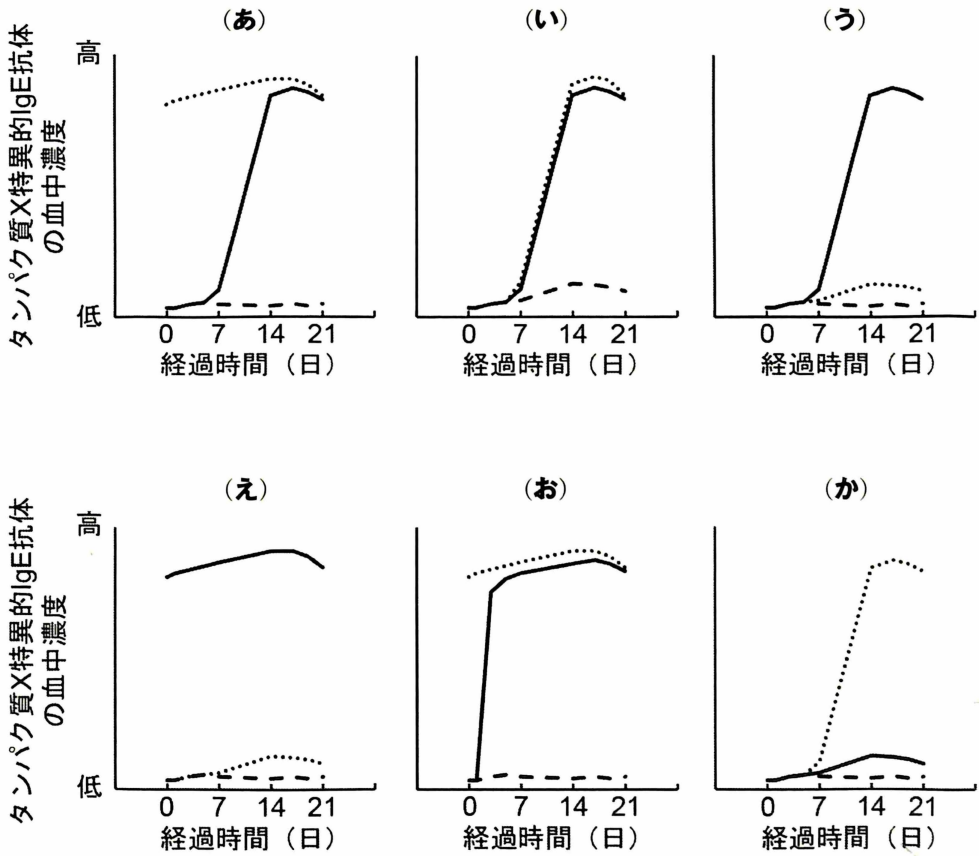 (あ)
(い)
(う)
タンパク質X特異的IgE抗体
の血中濃度
高
低
0 7 14 21
経過時間（日）
0 7 14 21
経過時間（日）
0 7 14 21
経過時間（日）
(え)
(お)
(か)
タンパク質X特異的IgE抗体
の血中濃度
高
低
0 7 14 21
経過時間（日）
0 7 14 21
経過時間（日）
0 7 14 21
経過時間（日）